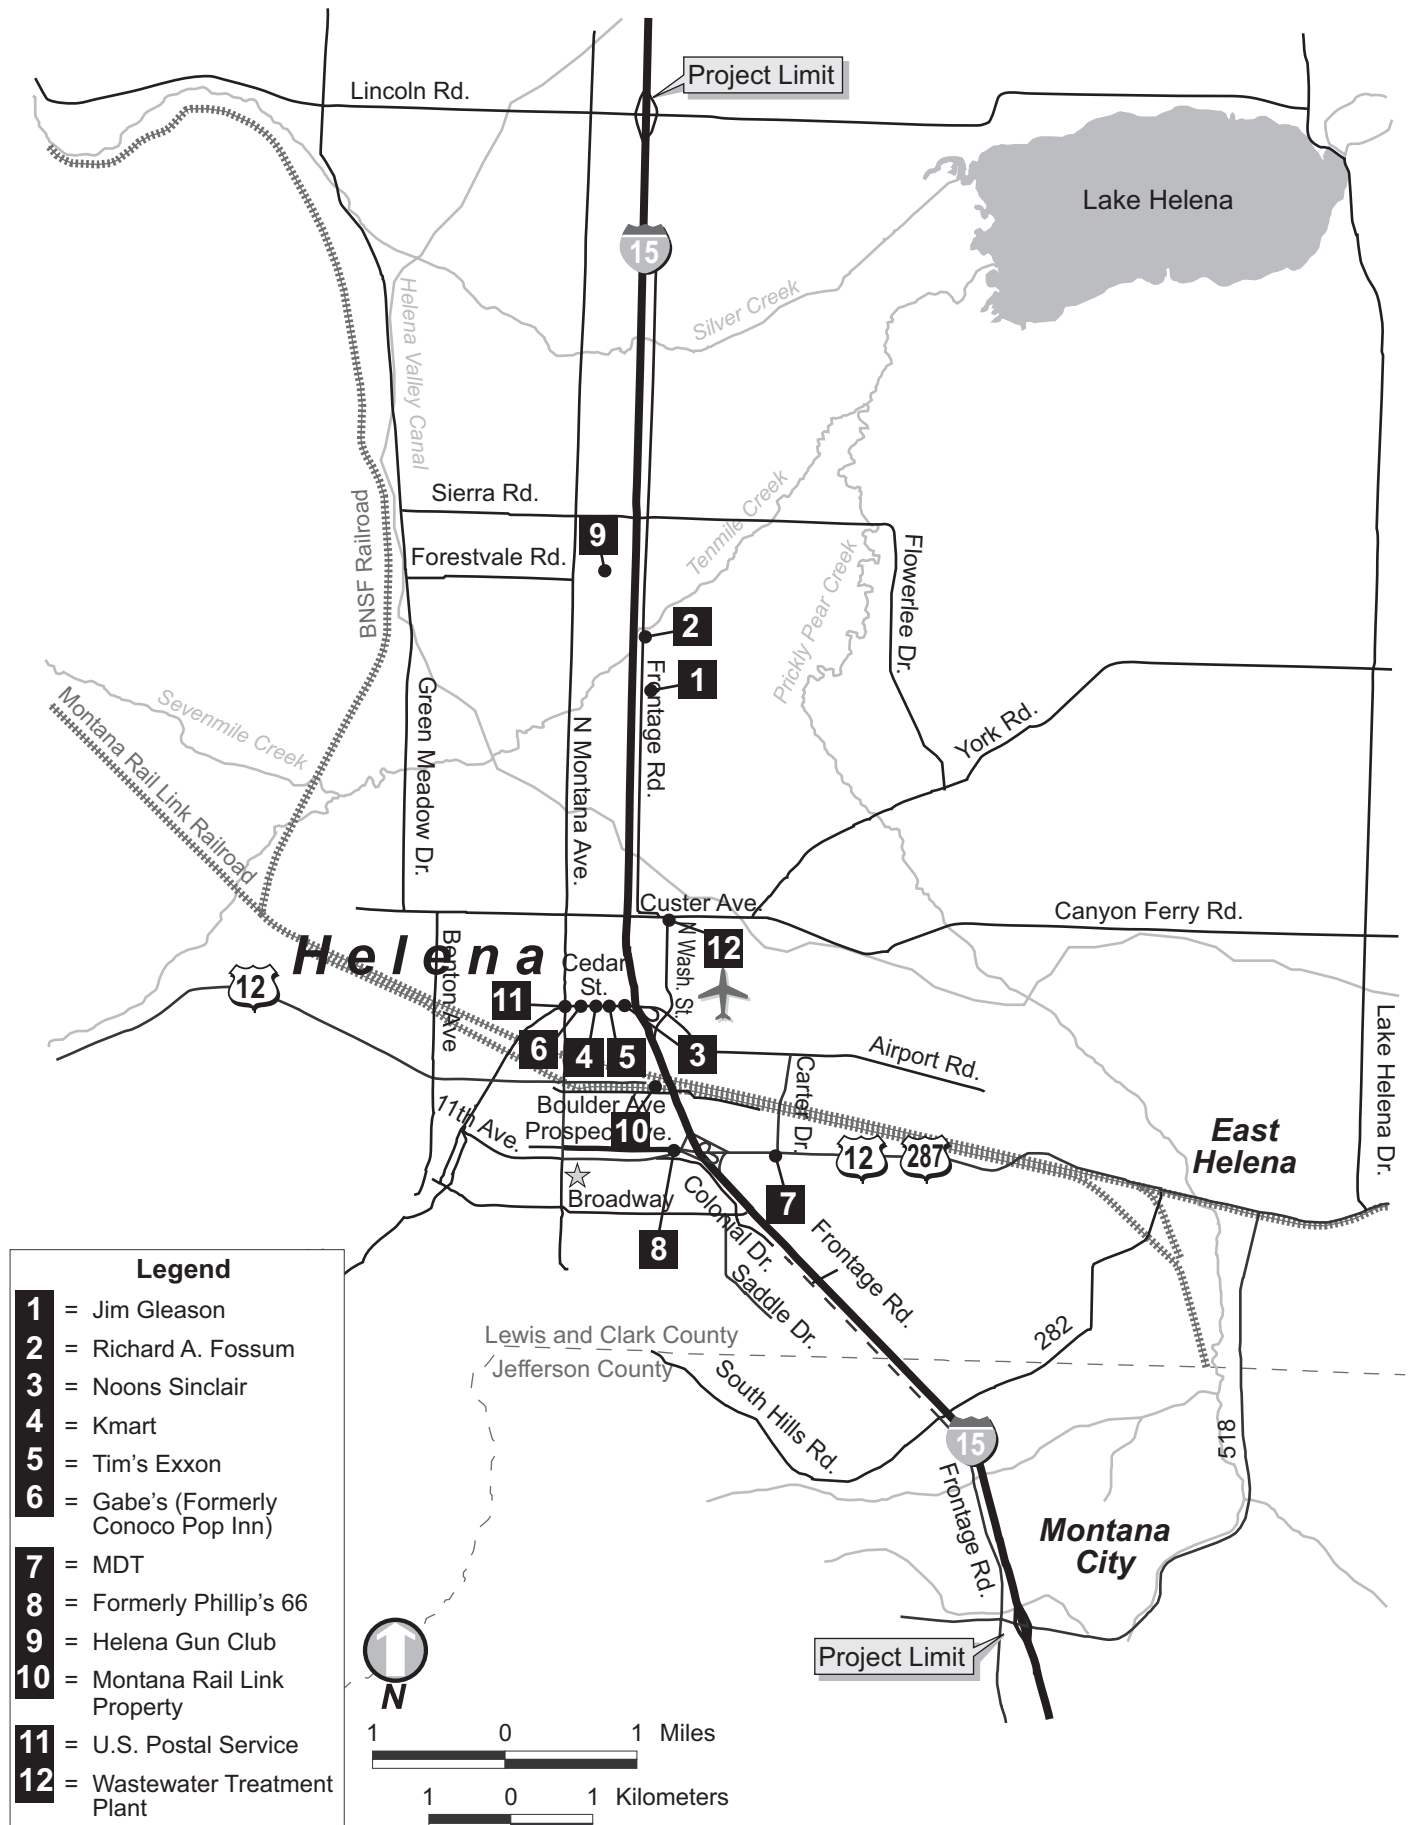 Project Limit
Lincoln Rd.
Lake Helena
15
Silver Creek
Helena Valley Canal
BNSF Railroad
Sierra Rd.
9
Forestvale Rd.
Tenmile Creek
Prickly Pear Creek
Flowerlee Dr.
2
1
Frontage Rd.
Sevenmile Creek
Montana Rail Link Railroad
Green Meadow Dr.
N Montana Ave.
York Rd.
Custer Ave.
Canyon Ferry Rd.
Helena
Benton Ave
Cedar
St.
N Wash. St.
12
12
11
6
4
5
3
Airport Rd.
Carter Dr.
Lake Helena Dr.
Boulder Ave
11th Ave.
Prospect Ave.
10
12
287
East
Helena
Broadway
7
8
Colonial Dr.
Saddle Dr.
Frontage Rd.
Lewis and Clark County
Jefferson County
282
South Hills Rd.
15
518
Frontage Rd.
Montana
City
Project Limit
Legend
1 = Jim Gleason
2 = Richard A. Fossum
3 = Noons Sinclair
4 = Kmart
5 = Tim's Exxon
6 = Gabe's (Formerly
Conoco Pop Inn)
7 = MDT
8 = Formerly Phillip's 66
9 = Helena Gun Club
10 = Montana Rail Link
Property
11 = U.S. Postal Service
12 = Wastewater Treatment
Plant
N
1 0 1 Miles
1 0 1 Kilometers